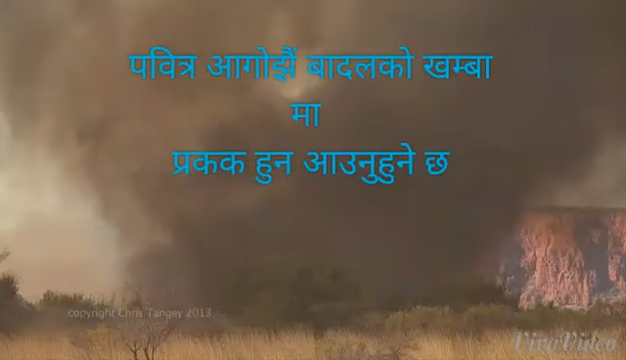 पवित्र आगोझैं बादलको खम्बा
मा
प्रकक हुन आउनुहुने छ
copyright Chris Tangey 2013
VivaVideo